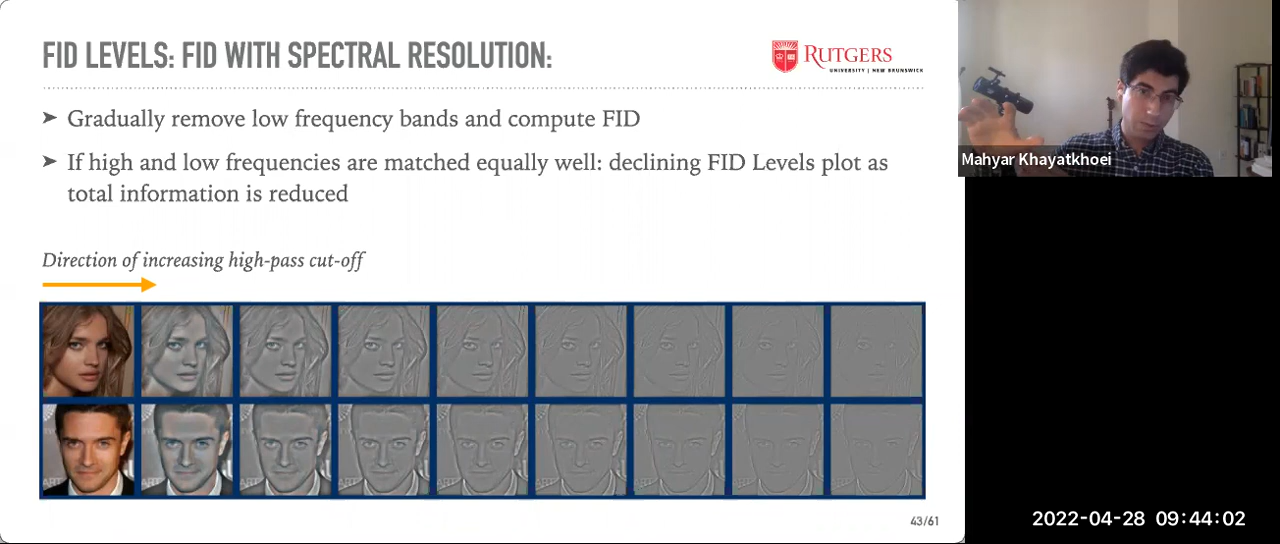 FID LEVELS: FID WITH SPECTRAL RESOLUTION:
RUTGERS
UNIVERSITY | NEW BRUNSWICK
➤ Gradually remove low frequency bands and compute FID
➤ If high and low frequencies are matched equally well: declining FID Levels plot as
total information is reduced
Direction of increasing high-pass cut-off
43/61
Mahyar Khayatkhoei
2022-04-28 09:44:02